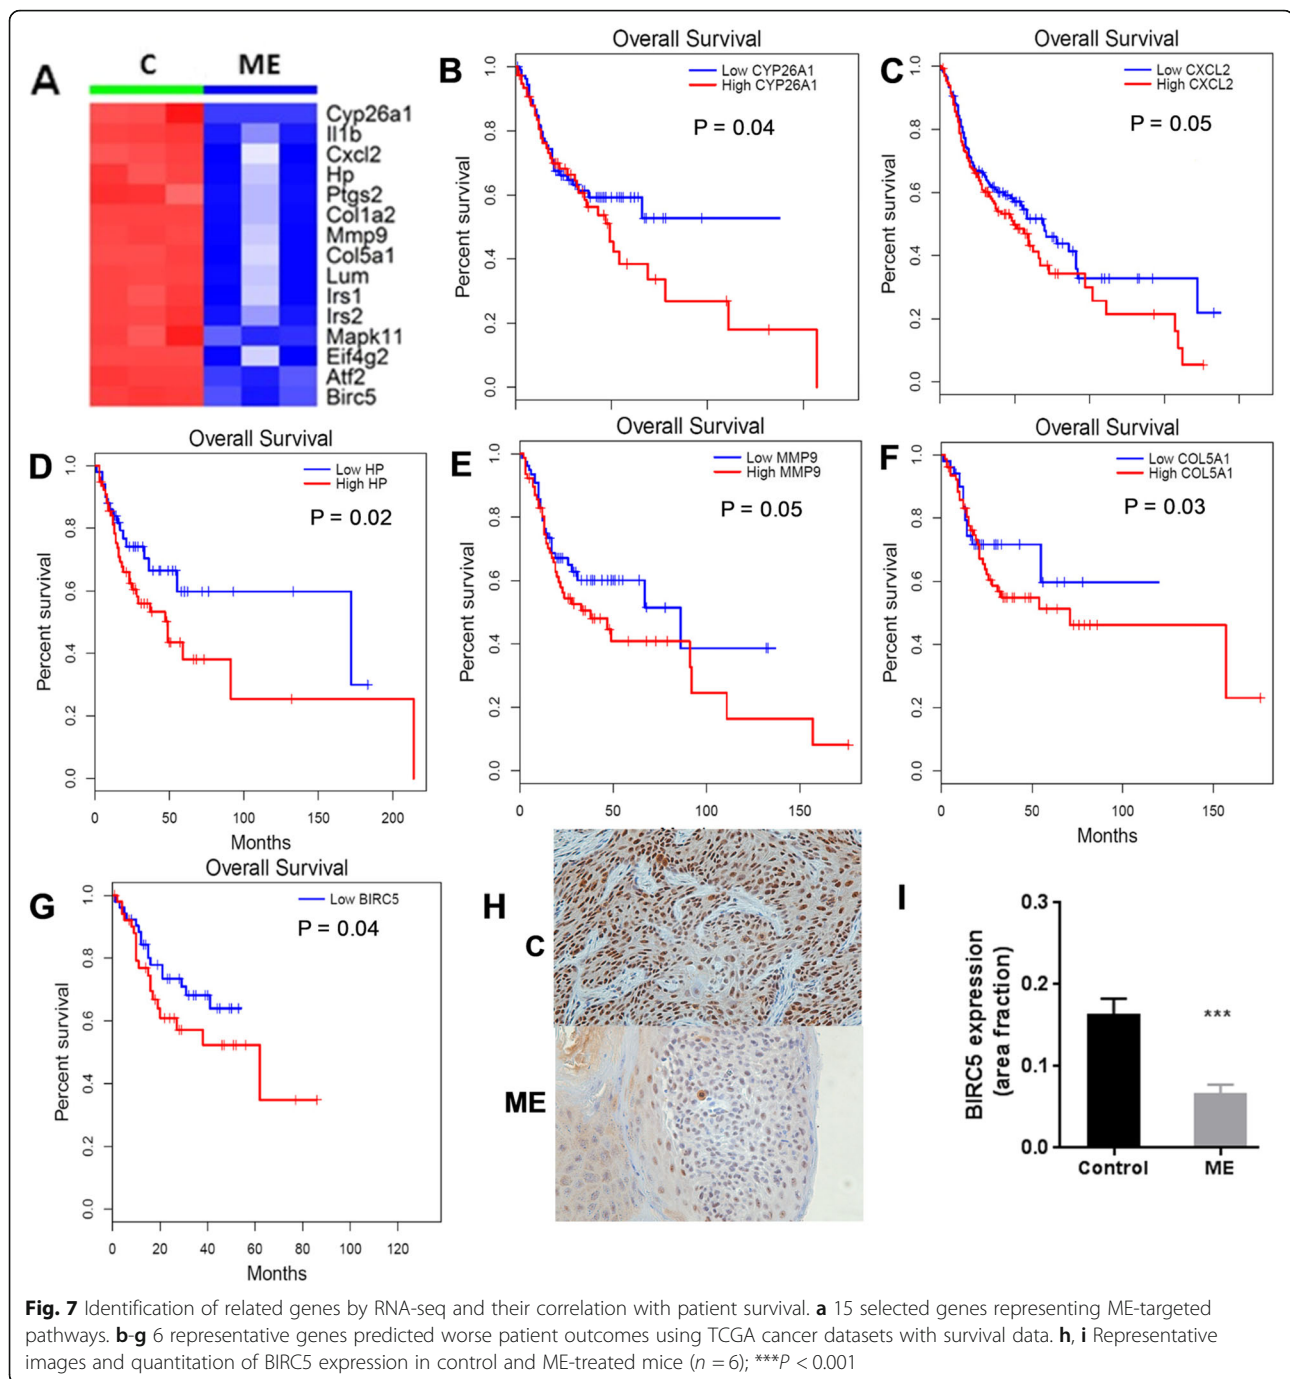 A
C
ME
Cyp26a1
Il1b
Cxcl2
Hp
Ptgs2
Col1a2
Mmp9
Col5a1
Lum
Irs1
Irs2
Mapk11
Eif4g2
Atf2
Birc5
B
Overall Survival
Low CYP26A1
High CYP26A1
P = 0.04
Percent survival
1.0
0.8
0.6
0.4
0.2
0.0
C
Overall Survival
Low CXCL2
High CXCL2
P = 0.05
Percent survival
1.0
0.8
0.6
0.4
0.2
0.0
D
Overall Survival
Low HP
High HP
P = 0.02
Percent survival
1.0
0.8
0.6
0.4
0.2
0.0
0 50 100 150 200
Months
E
Overall Survival
Low MMP9
High MMP9
P = 0.05
Percent survival
1.0
0.8
0.6
0.4
0.2
0.0
0 50 100 150
Months
F
Overall Survival
Low COL5A1
High COL5A1
P = 0.03
Percent survival
1.0
0.8
0.6
0.4
0.2
0.0
0 50 100 150
Months
G
Overall Survival
Low BIRC5
P = 0.04
Percent survival
1.0
0.8
0.6
0.4
0.2
0.0
0 20 40 60 80 100 120
Months
H
C
ME
I
BIRC5 expression
(area fraction)
0.3
0.2
0.1
0.0
***
Control ME
Fig. 7 Identification of related genes by RNA-seq and their correlation with patient survival. a 15 selected genes representing ME-targeted
pathways. b-g 6 representative genes predicted worse patient outcomes using TCGA cancer datasets with survival data. h, i Representative
images and quantitation of BIRC5 expression in control and ME-treated mice (n = 6); ***P < 0.001